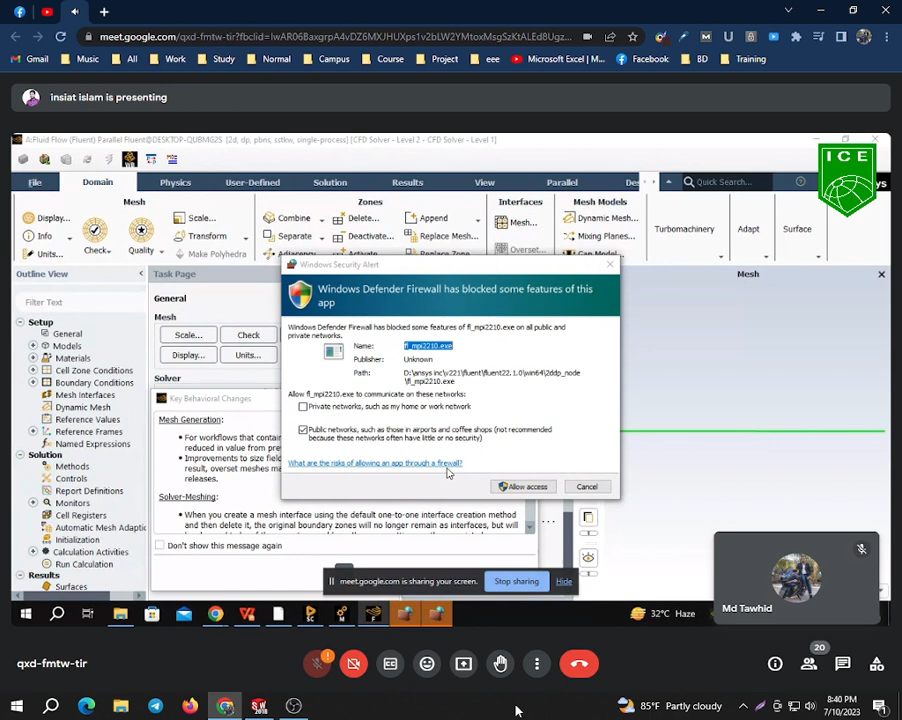 meet.google.com/qxd-fmtw-tir?fbclid=IwAR06BaxgrpA4vDZ6MXJHUXps1v2bLW2YMtoxMsgSzKtALEd8Ugz...
Gmail Music All Work Study Normal Campus Course Project eee Microsoft Excel | M... Facebook BD Training
insiat islam is presenting
A:Fluid Flow (Fluent) Parallel Fluent@DESKTOP-QUBMG2S [2d, dp, pbns, sstkw, single-process] [CFD Solver - Level 2 - CFD Solver - Level 1]
ICE
File Domain Physics User-Defined Solution Results View Parallel Quick Search...
Mesh Zones Interfaces Mesh Models
Display... Scale... Combine Delete... Append Mesh... Dynamic Mesh... Turbomachinery Adapt Surface
Info Check Quality Transform Separate Deactivate... Replace Mesh... Overset... Mixing Planes...
Units... Make Polyhedra
Outline View
Filter Text
Setup
General
Models
Materials
Cell Zone Conditions
Boundary Conditions
Mesh Interfaces
Dynamic Mesh
Reference Values
Reference Frames
Named Expressions
Solution
Methods
Controls
Report Definitions
Monitors
Cell Registers
Automatic Mesh Adaptio
Initialization
Calculation Activities
Run Calculation
Results
Surfaces
Task Page
General
Mesh
Scale... Check
Display... Units...
Solver
Key Behavioral Changes
Mesh Generation:
For workflows that contain
reduced in value from pre
Improvements to size field
result, overset meshes ma
Solver-Meshing:
When you create a mesh interface using the default one-to-one interface creation method
and then delete it, the original boundary zones will no longer remain as interfaces, but will
Don't show this message again
Mesh
Windows Security Alert
Windows Defender Firewall has blocked some features of this
app
Windows Defender Firewall has blocked some features of fl_mpi2210.exe on all public and
private networks.
Name: fl_mpi2210.exe
Publisher: Unknown
Path: D:\ansys inc\v221\fluent\fluent22.1.0\win64\2ddp_node
\fl_mpi2210.exe
Allow fl_mpi2210.exe to communicate on these networks:
Private networks, such as my home or work network
Public networks, such as those in airports and coffee shops (not recommended
because these networks often have little or no security)
What are the risks of allowing an app through a firewall?
Allow access Cancel
meet.google.com is sharing your screen. Stop sharing Hide
Md Tawhid
32°C Haze
qxd-fmtw-tir
20
85°F Partly cloudy
8:40 PM
7/10/2023